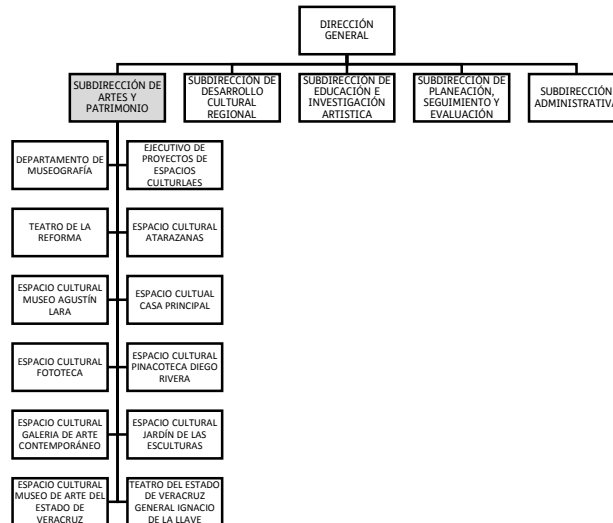 DIRECCIÓN
GENERAL
SUBDIRECCIÓN DE
ARTES Y
PATRIMONIO
SUBDIRECCIÓN DE
DESARROLLO
CULTURAL
REGIONAL
SUBDIRECCIÓN DE
EDUCACIÓN E
INVESTIGACIÓN
ARTISTICA
SUBDIRECCIÓN DE
PLANEACIÓN,
SEGUIMIENTO Y
EVALUACIÓN
SUBDIRECCIÓN
ADMINISTRATIVA
DEPARTAMENTO DE
MUSEOGRAFÍA
EJECUTIVO DE
PROYECTOS DE
ESPACIOS
CULTURLAES
TEATRO DE LA
REFORMA
ESPACIO CULTURAL
ATARAZANAS
ESPACIO CULTURAL
MUSEO AGUSTÍN
LARA
ESPACIO CULTUAL
CASA PRINCIPAL
ESPACIO CULTURAL
FOTOTECA
ESPACIO CULTURAL
PINACOTECA DIEGO
RIVERA
ESPACIO CULTURAL
GALERIA DE ARTE
CONTEMPORÁNEO
ESPACIO CULTURAL
JARDÍN DE LAS
ESCULTURAS
ESPACIO CULTURAL
MUSEO DE ARTE DEL
ESTADO DE
VERACRUZ
TEATRO DEL ESTADO
DE VERACRUZ
GENERAL IGNACIO
DE LA LLAVE